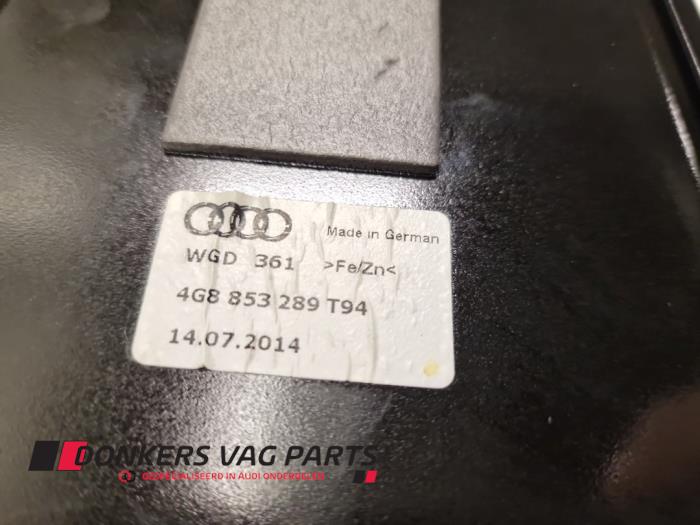 Made in German
WGD 361 >Fe/Zn<
4G8 853 289 T94
14.07.2014
DONKERS VAG PARTS
GESPECIALISEERD IN AUDI ONDERDELEN